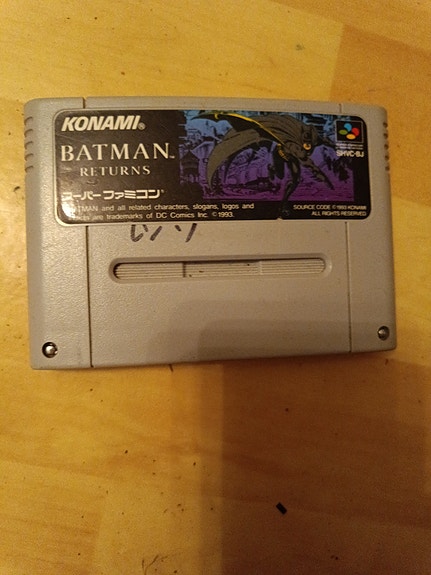 KONAMI®
BATMAN™
RETURNS
スーパーファミコン®
BATMAN and all related characters, slogans, logos and
are trademarks of DC Comics Inc. ©1993.
SHVC-BJ
SOURCE CODE ©1993 KONAMI
ALL RIGHTS RESERVED.